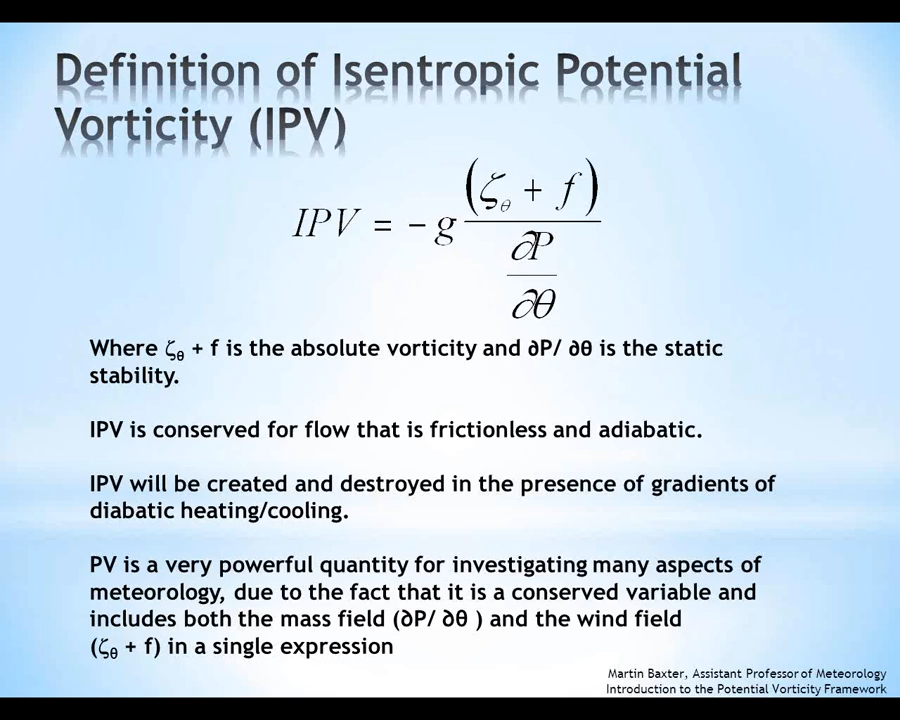 Definition of Isentropic Potential
Vorticity (IPV)
IPV = − g (ζθ + f) / (∂P / ∂θ)
Where ζθ + f is the absolute vorticity and ∂P/ ∂θ is the static
stability.
IPV is conserved for flow that is frictionless and adiabatic.
IPV will be created and destroyed in the presence of gradients of
diabatic heating/cooling.
PV is a very powerful quantity for investigating many aspects of
meteorology, due to the fact that it is a conserved variable and
includes both the mass field (∂P/ ∂θ ) and the wind field
(ζθ + f) in a single expression
Martin Baxter, Assistant Professor of Meteorology
Introduction to the Potential Vorticity Framework